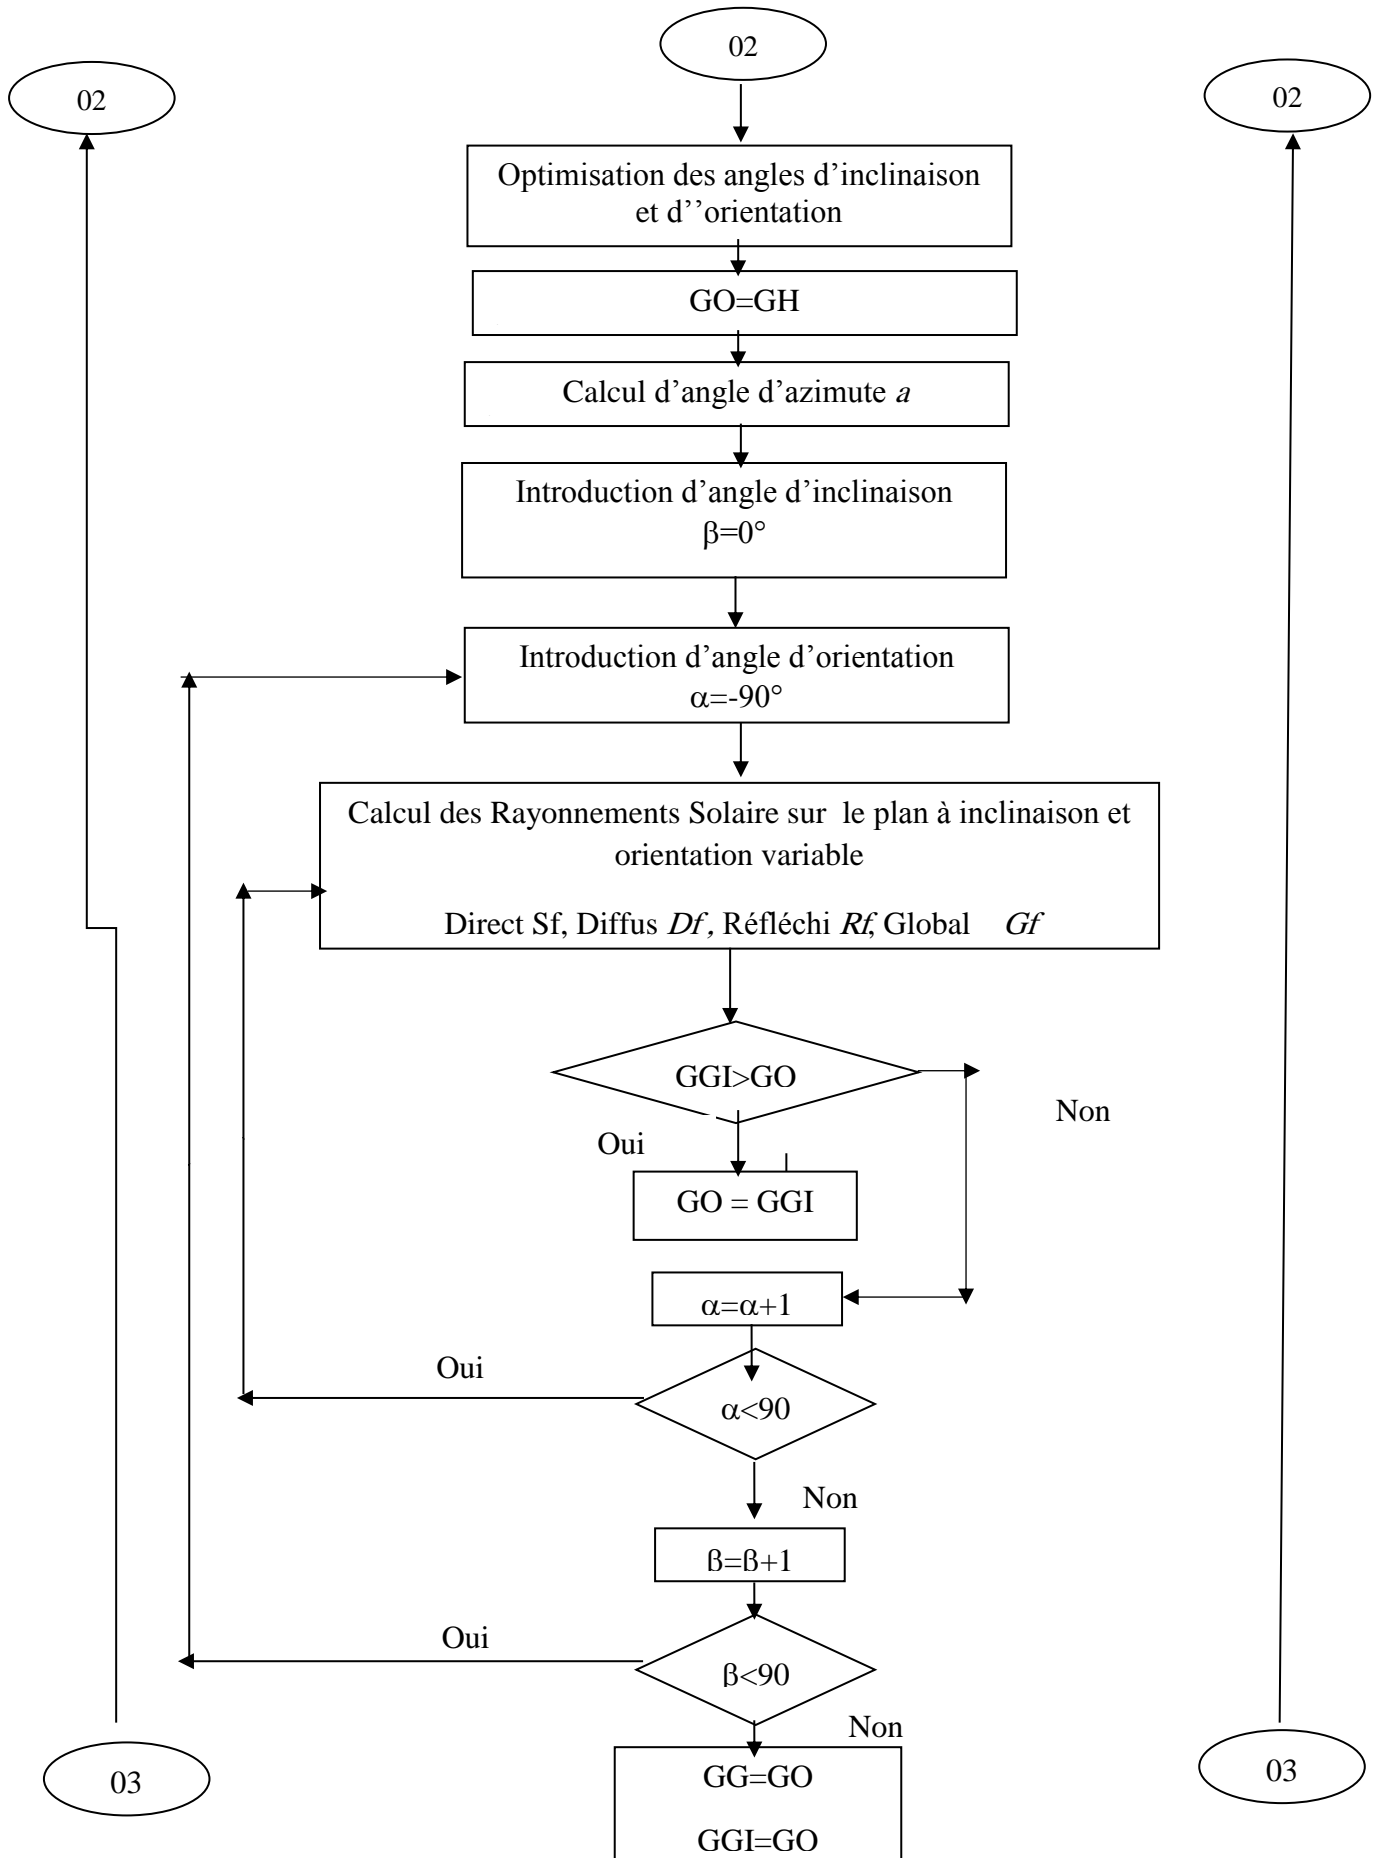 02
02
02
Optimisation des angles d’inclinaison
et d’’orientation
GO=GH
Calcul d’angle d’azimute a
Introduction d’angle d’inclinaison
β=0°
Introduction d’angle d’orientation
α=-90°
Calcul des Rayonnements Solaire sur le plan à inclinaison et
orientation variable
Direct Sf, Diffus Df , Réfléchi Rf, Global Gf
GGI>GO
Non
Oui
GO = GGI
α=α+1
Oui
α<90
Non
ß=ß+1
Oui
β<90
Non
03
GG=GO
03
GGI=GO